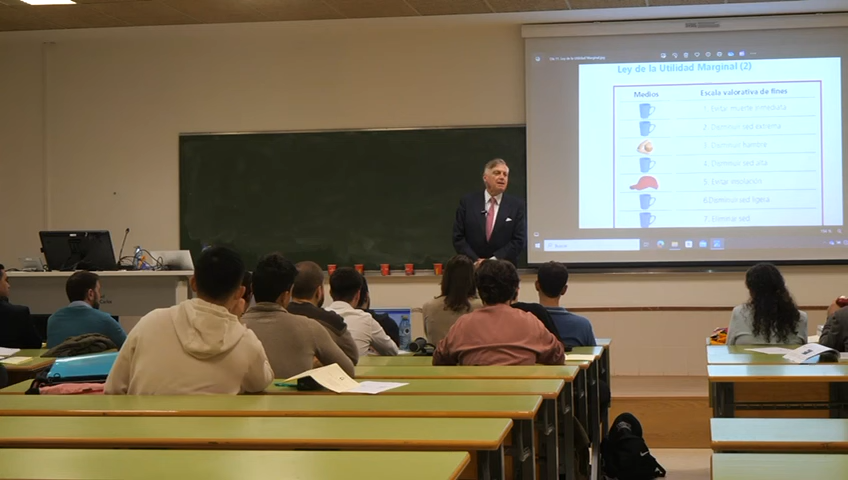 Ley de la Utilidad Marginal (2)
Medios Escala valorativa de fines
1. Evitar muerte inmediata
2. Disminuir sed extrema
3. Disminuir hambre
4. Disminuir sed alta
5. Evitar insolación
6. Disminuir sed ligera
7. Eliminar sed